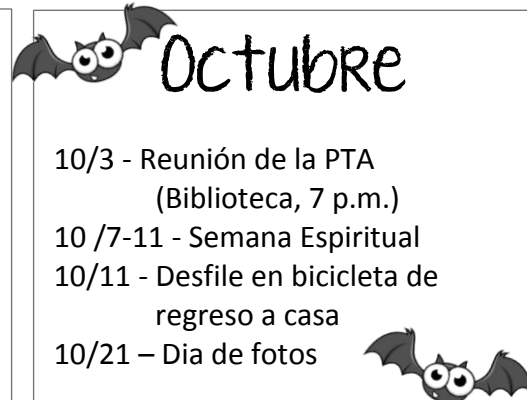 Octubre
10/3 - Reunión de la PTA
(Biblioteca, 7 p.m.)
10 /7-11 - Semana Espiritual
10/11 - Desfile en bicicleta de
regreso a casa
10/21 – Dia de fotos